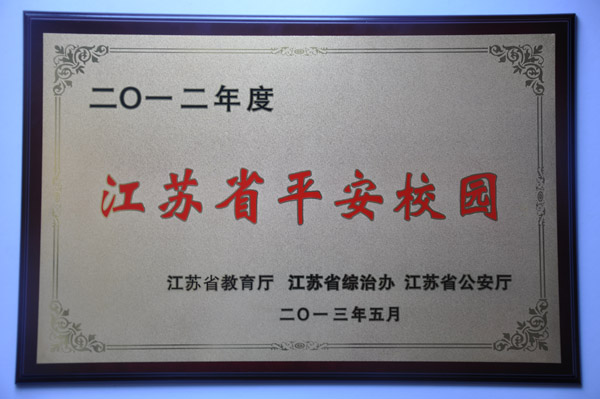 二〇一二年度
江苏省平安校园
江苏省教育厅 江苏省综治办 江苏省公安厅
二〇一三年五月